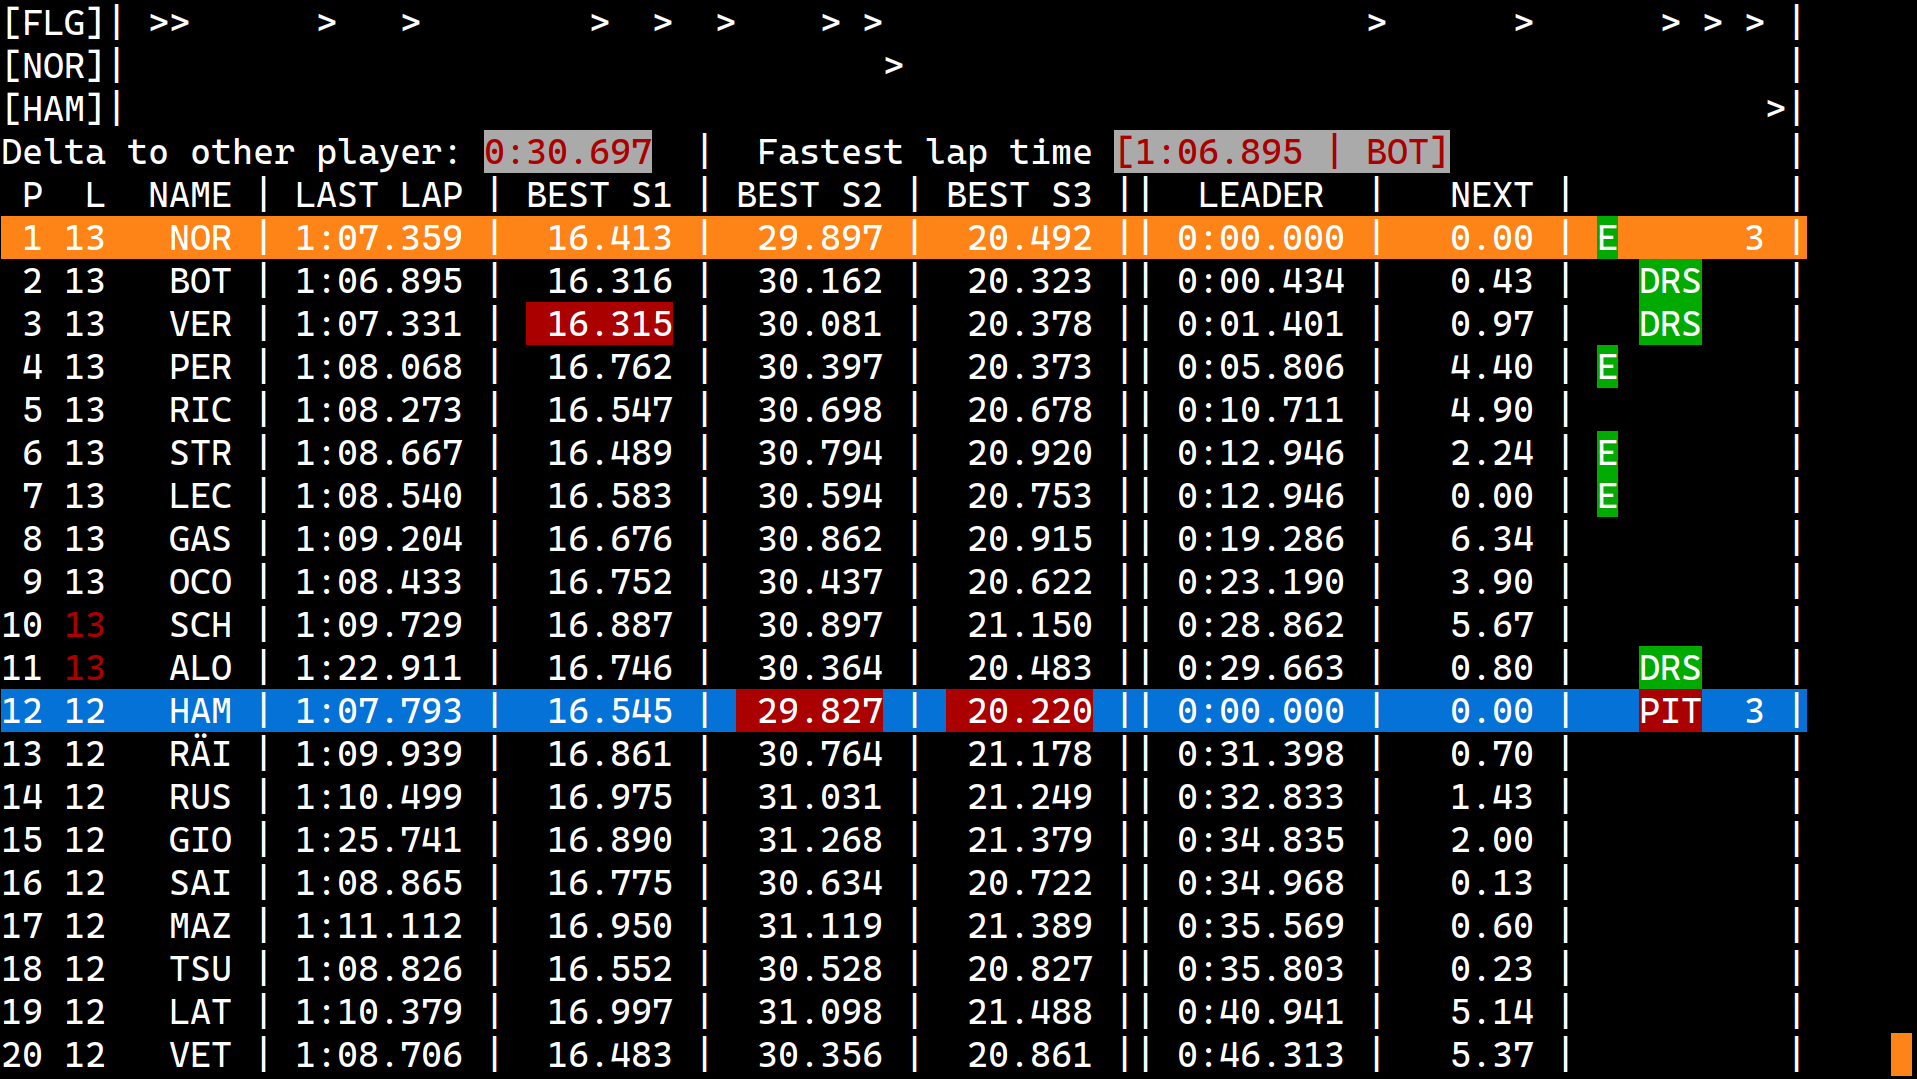 [FLG]| >> > > > > > > > > > > > > |
[NOR]| > |
[HAM]| >|
Delta to other player: 0:30.697 | Fastest lap time [1:06.895 | BOT] |
P L NAME | LAST LAP | BEST S1 | BEST S2 | BEST S3 || LEADER | NEXT | |
1 13 NOR | 1:07.359 | 16.413 | 29.897 | 20.492 || 0:00.000 | 0.00 | E 3 |
2 13 BOT | 1:06.895 | 16.316 | 30.162 | 20.323 || 0:00.434 | 0.43 | DRS |
3 13 VER | 1:07.331 | 16.315 | 30.081 | 20.378 || 0:01.401 | 0.97 | DRS |
4 13 PER | 1:08.068 | 16.762 | 30.397 | 20.373 || 0:05.806 | 4.40 | E |
5 13 RIC | 1:08.273 | 16.547 | 30.698 | 20.678 || 0:10.711 | 4.90 | |
6 13 STR | 1:08.667 | 16.489 | 30.794 | 20.920 || 0:12.946 | 2.24 | E |
7 13 LEC | 1:08.540 | 16.583 | 30.594 | 20.753 || 0:12.946 | 0.00 | E |
8 13 GAS | 1:09.204 | 16.676 | 30.862 | 20.915 || 0:19.286 | 6.34 | |
9 13 OCO | 1:08.433 | 16.752 | 30.437 | 20.622 || 0:23.190 | 3.90 | |
10 13 SCH | 1:09.729 | 16.887 | 30.897 | 21.150 || 0:28.862 | 5.67 | |
11 13 ALO | 1:22.911 | 16.746 | 30.364 | 20.483 || 0:29.663 | 0.80 | DRS |
12 12 HAM | 1:07.793 | 16.545 | 29.827 | 20.220 || 0:00.000 | 0.00 | PIT 3 |
13 12 RÄI | 1:09.939 | 16.861 | 30.764 | 21.178 || 0:31.398 | 0.70 | |
14 12 RUS | 1:10.499 | 16.975 | 31.031 | 21.249 || 0:32.833 | 1.43 | |
15 12 GIO | 1:25.741 | 16.890 | 31.268 | 21.379 || 0:34.835 | 2.00 | |
16 12 SAI | 1:08.865 | 16.775 | 30.634 | 20.722 || 0:34.968 | 0.13 | |
17 12 MAZ | 1:11.112 | 16.950 | 31.119 | 21.389 || 0:35.569 | 0.60 | |
18 12 TSU | 1:08.826 | 16.552 | 30.528 | 20.827 || 0:35.803 | 0.23 | |
19 12 LAT | 1:10.379 | 16.997 | 31.098 | 21.488 || 0:40.941 | 5.14 | |
20 12 VET | 1:08.706 | 16.483 | 30.356 | 20.861 || 0:46.313 | 5.37 | |